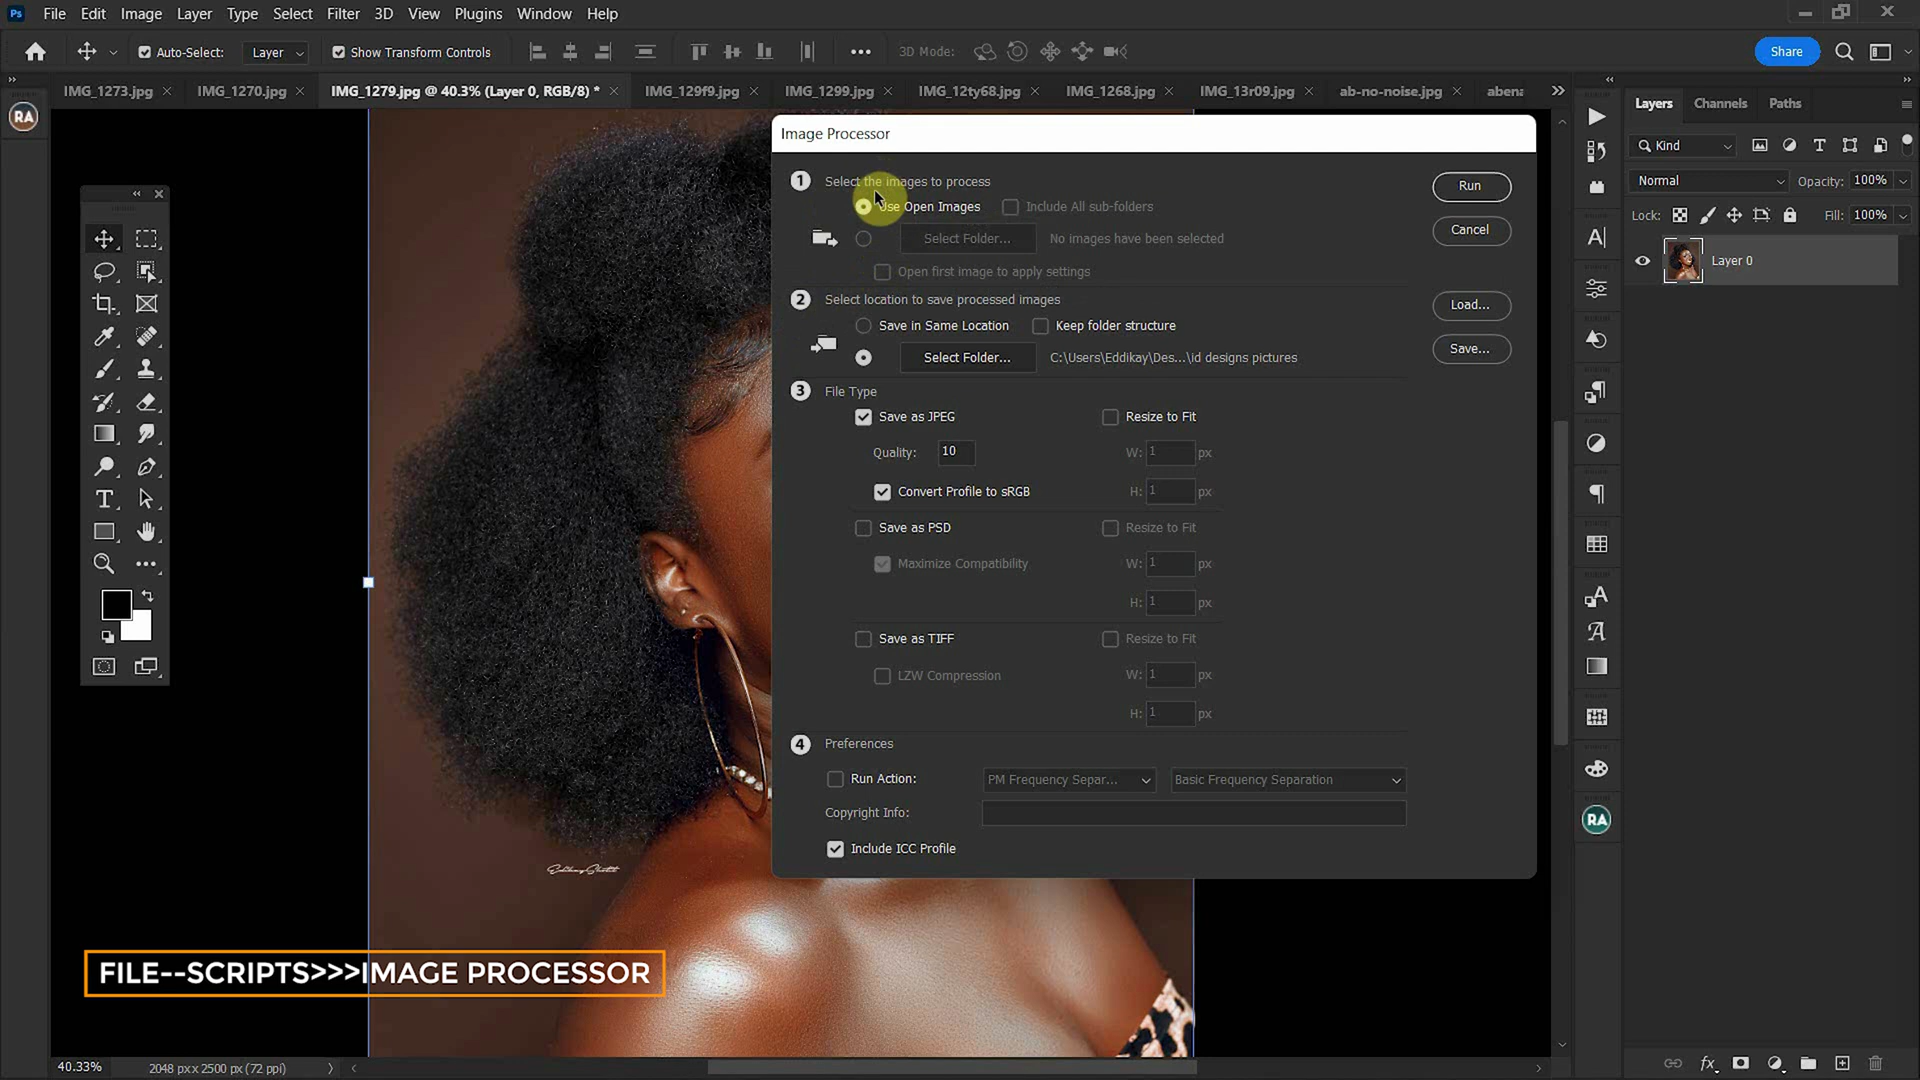 Ps File Edit Image Layer Type Select Filter 3D View Plugins Window Help
Auto-Select: Layer Show Transform Controls 3D Mode: Share
IMG_1273.jpg IMG_1270.jpg IMG_1279.jpg @ 40.3% (Layer 0, RGB/8) * IMG_129f9.jpg IMG_1299.jpg IMG_12ty68.jpg IMG_1268.jpg IMG_13r09.jpg ab-no-noise.jpg abena
RA
Image Processor
1 Select the images to process
Run
Use Open Images Include All sub-folders
Cancel
Select Folder... No images have been selected
Open first image to apply settings
2 Select location to save processed images
Load...
Save in Same Location Keep folder structure
Save...
Select Folder... C:\Users\Eddikay\Des...\id designs pictures
3 File Type
Save as JPEG Resize to Fit
Quality: 10 W: 1 px
Convert Profile to sRGB H: 1 px
Save as PSD Resize to Fit
Maximize Compatibility W: 1 px
H: 1 px
Save as TIFF Resize to Fit
LZW Compression W: 1 px
H: 1 px
4 Preferences
Run Action: PM Frequency Separ... Basic Frequency Separation
Copyright Info:
Include ICC Profile
Layers Channels Paths
Kind
Normal Opacity: 100%
Lock: Fill: 100%
Layer 0
RA
FILE--SCRIPTS>>>IMAGE PROCESSOR
40.33% 2048 px x 2500 px (72 ppi)